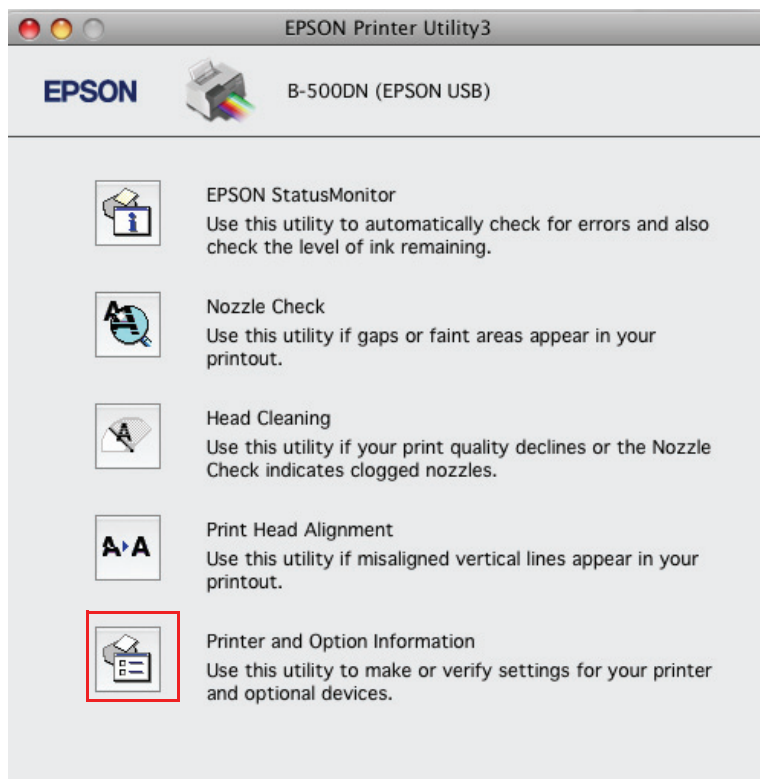 EPSON Printer Utility3
EPSON
B-500DN (EPSON USB)
EPSON StatusMonitor
Use this utility to automatically check for errors and also
check the level of ink remaining.
Nozzle Check
Use this utility if gaps or faint areas appear in your
printout.
Head Cleaning
Use this utility if your print quality declines or the Nozzle
Check indicates clogged nozzles.
A A
Print Head Alignment
Use this utility if misaligned vertical lines appear in your
printout.
Printer and Option Information
Use this utility to make or verify settings for your printer
and optional devices.